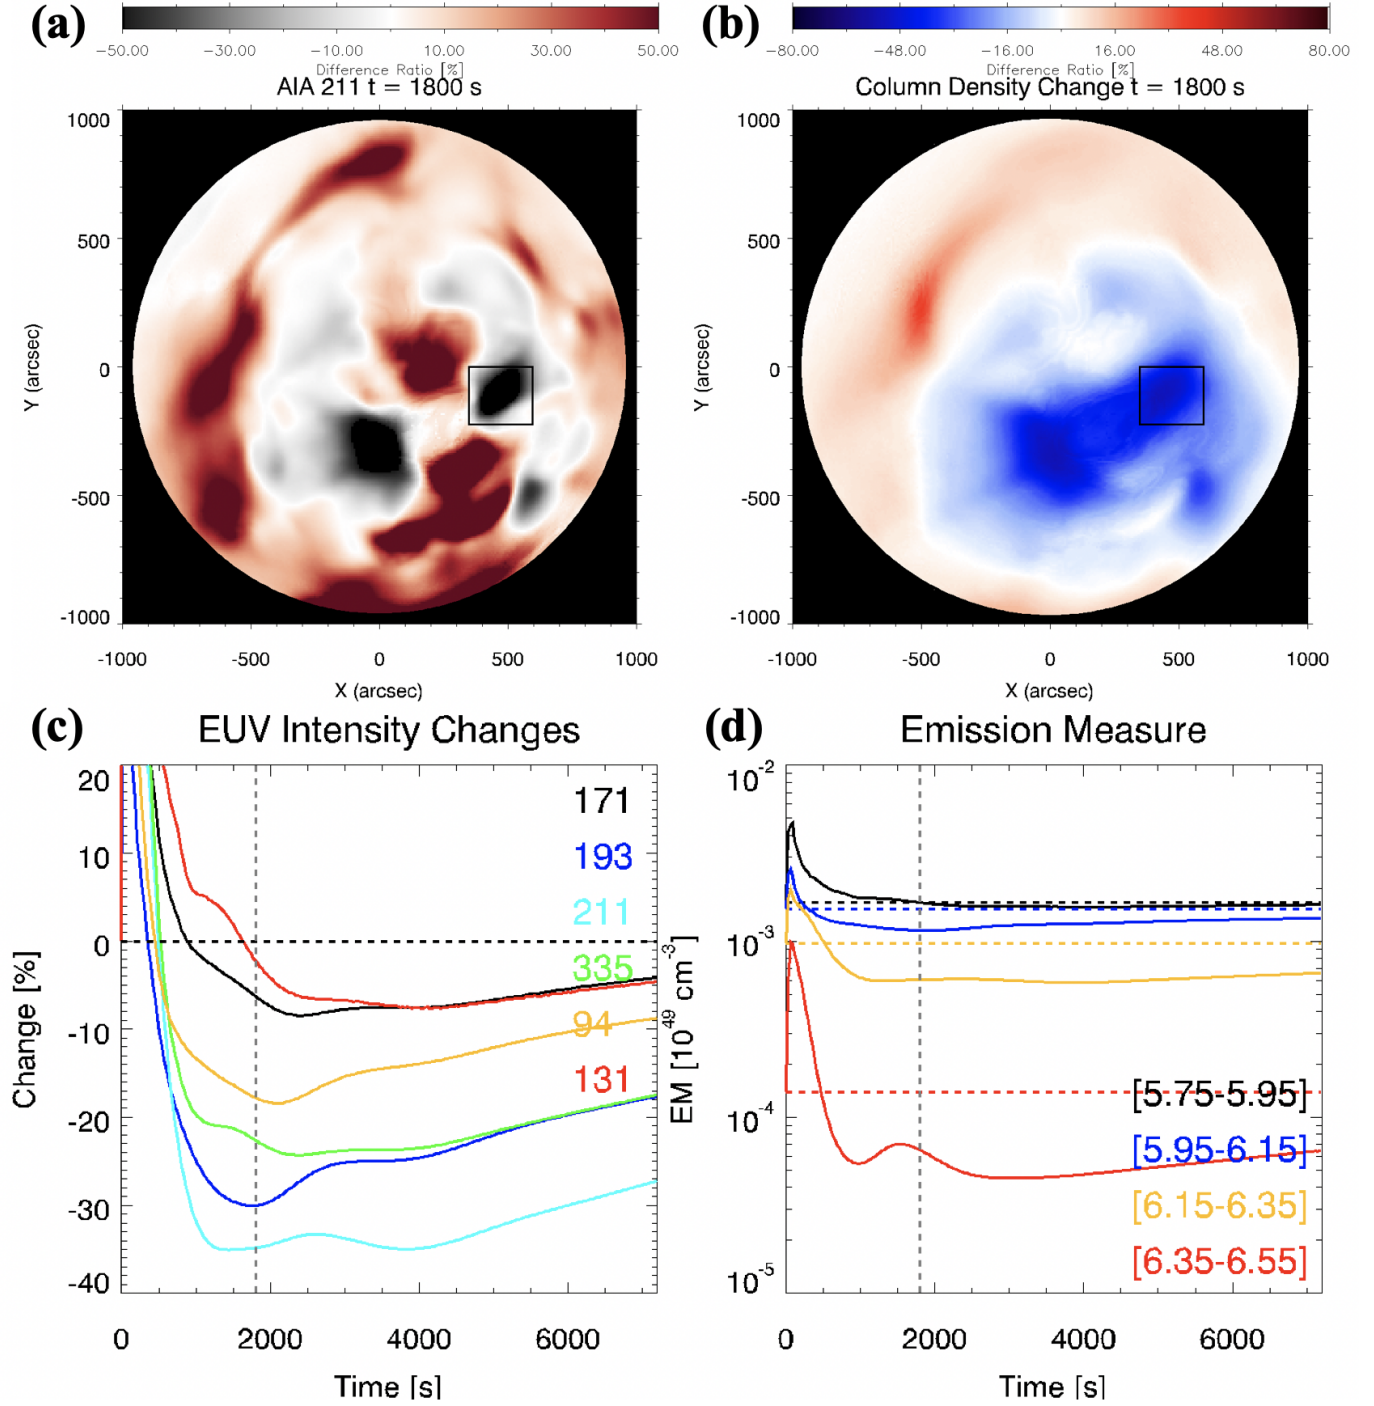 (a)
−50.00 −30.00 −10.00 10.00 30.00 50.00
Difference Ratio [%]
AIA 211 t = 1800 s
1000
500
0
-500
-1000
Y (arcsec)
-1000 -500 0 500 1000
X (arcsec)
(b)
−80.00 −48.00 −16.00 16.00 48.00 80.00
Difference Ratio [%]
Column Density Change t = 1800 s
1000
500
0
-500
-1000
Y (arcsec)
-1000 -500 0 500 1000
X (arcsec)
(c)
EUV Intensity Changes
20
10
0
-10
-20
-30
-40
Change [%]
171
193
211
335
94
131
0 2000 4000 6000
Time [s]
(d)
Emission Measure
10-2
10-3
10-4
10-5
EM [1049 cm-3]
[5.75-5.95]
[5.95-6.15]
[6.15-6.35]
[6.35-6.55]
0 2000 4000 6000
Time [s]